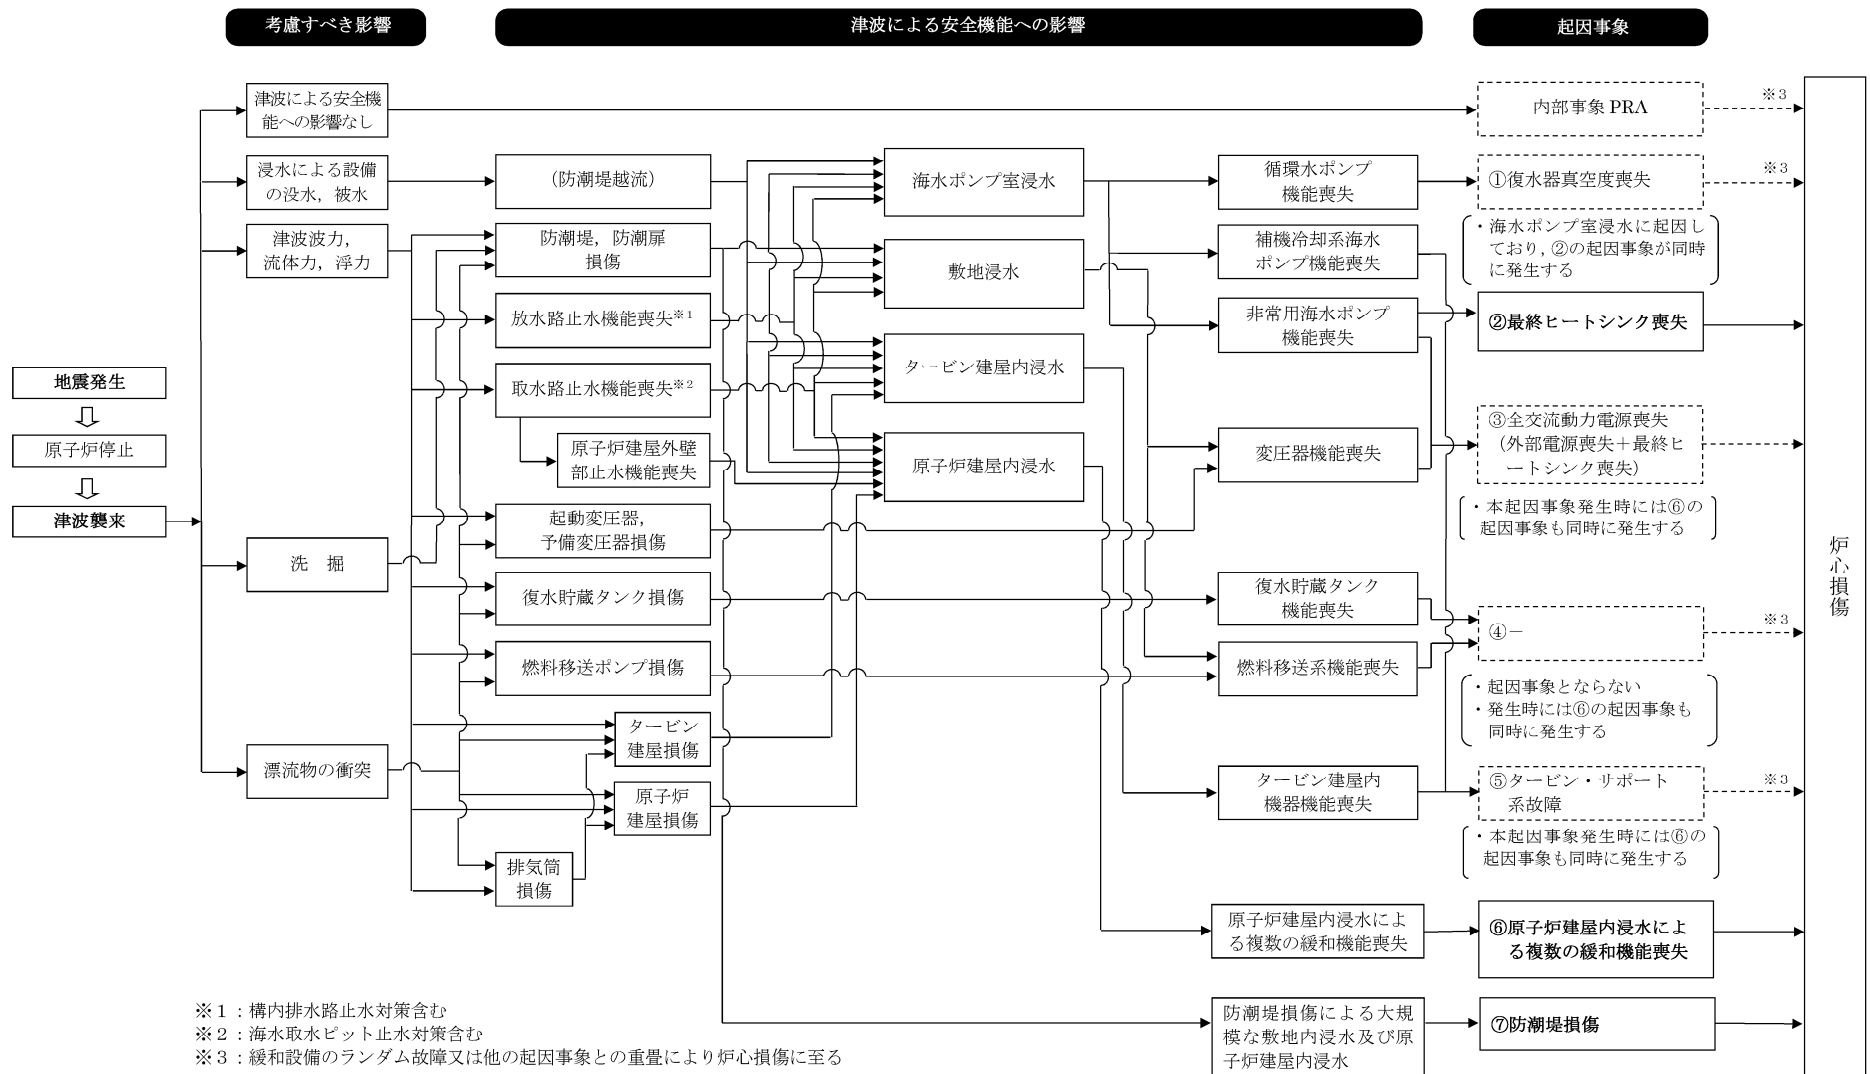 考慮すべき影響
津波による安全機能への影響
起因事象
地震発生
原子炉停止
津波襲来
津波による安全機
能への影響なし
浸水による設備
の没水，被水
津波波力，
流体力，浮力
洗　掘
漂流物の衝突
（防潮堤越流）
防潮堤，防潮扉
損傷
放水路止水機能喪失※1
取水路止水機能喪失※2
原子炉建屋外壁
部止水機能喪失
起動変圧器，
予備変圧器損傷
復水貯蔵タンク損傷
燃料移送ポンプ損傷
タービン
建屋損傷
原子炉
建屋損傷
排気筒
損傷
海水ポンプ室浸水
敷地浸水
タービン建屋内浸水
原子炉建屋内浸水
循環水ポンプ
機能喪失
補機冷却系海水
ポンプ機能喪失
非常用海水ポンプ
機能喪失
変圧器機能喪失
復水貯蔵タンク
機能喪失
燃料移送系機能喪失
タービン建屋内
機器機能喪失
原子炉建屋内浸水によ
る複数の緩和機能喪失
防潮堤損傷による大規
模な敷地内浸水及び原
子炉建屋内浸水
内部事象 PRA
※3
①復水器真空度喪失
※3
・海水ポンプ室浸水に起因し
ており，②の起因事象が同時
に発生する
②最終ヒートシンク喪失
③全交流動力電源喪失
（外部電源喪失＋最終ヒ
ートシンク喪失）
・本起因事象発生時には⑥の
起因事象も同時に発生する
④－
※3
・起因事象とならない
・発生時には⑥の起因事象も
同時に発生する
⑤タービン・サポート
系故障
※3
・本起因事象発生時には⑥の
起因事象も同時に発生する
⑥原子炉建屋内浸水によ
る複数の緩和機能喪失
⑦防潮堤損傷
炉心損傷
※1：構内排水路止水対策含む
※2：海水取水ピット止水対策含む
※3：緩和設備のランダム故障又は他の起因事象との重畳により炉心損傷に至る